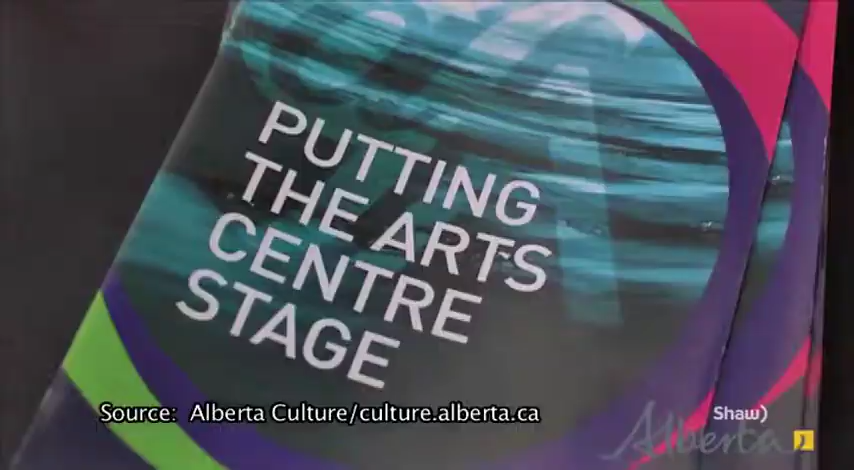 PUTTING
THE ARTS
CENTRE
STAGE
Source: Alberta Culture/culture.alberta.ca
Shaw)
Alberta